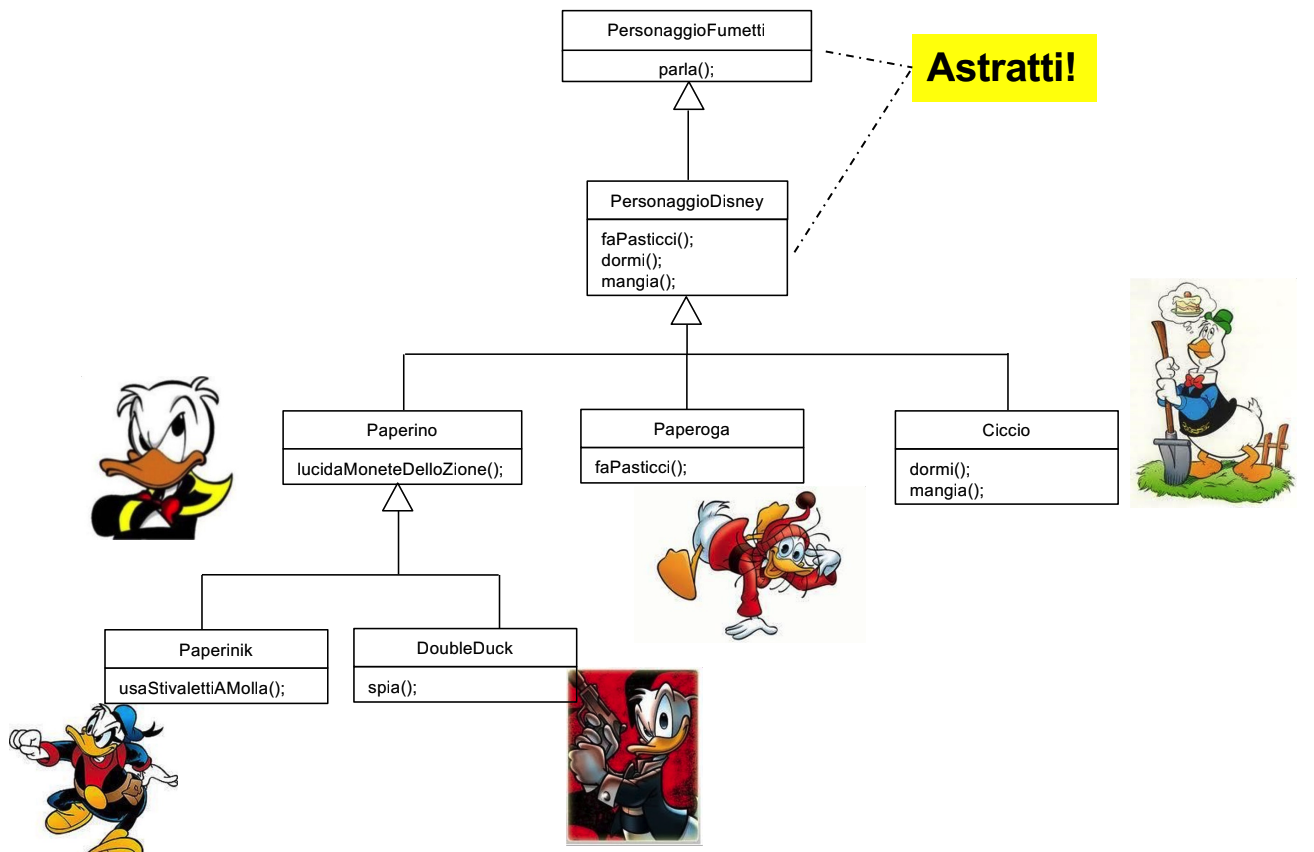 PersonaggioFumetti
parla();
Astratti!
PersonaggioDisney
faPasticci();
dormi();
mangia();
Paperino
lucidaMoneteDelloZione();
Paperoga
faPasticci();
Ciccio
dormi();
mangia();
Paperinik
usaStivalettiAMolla();
DoubleDuck
spia();